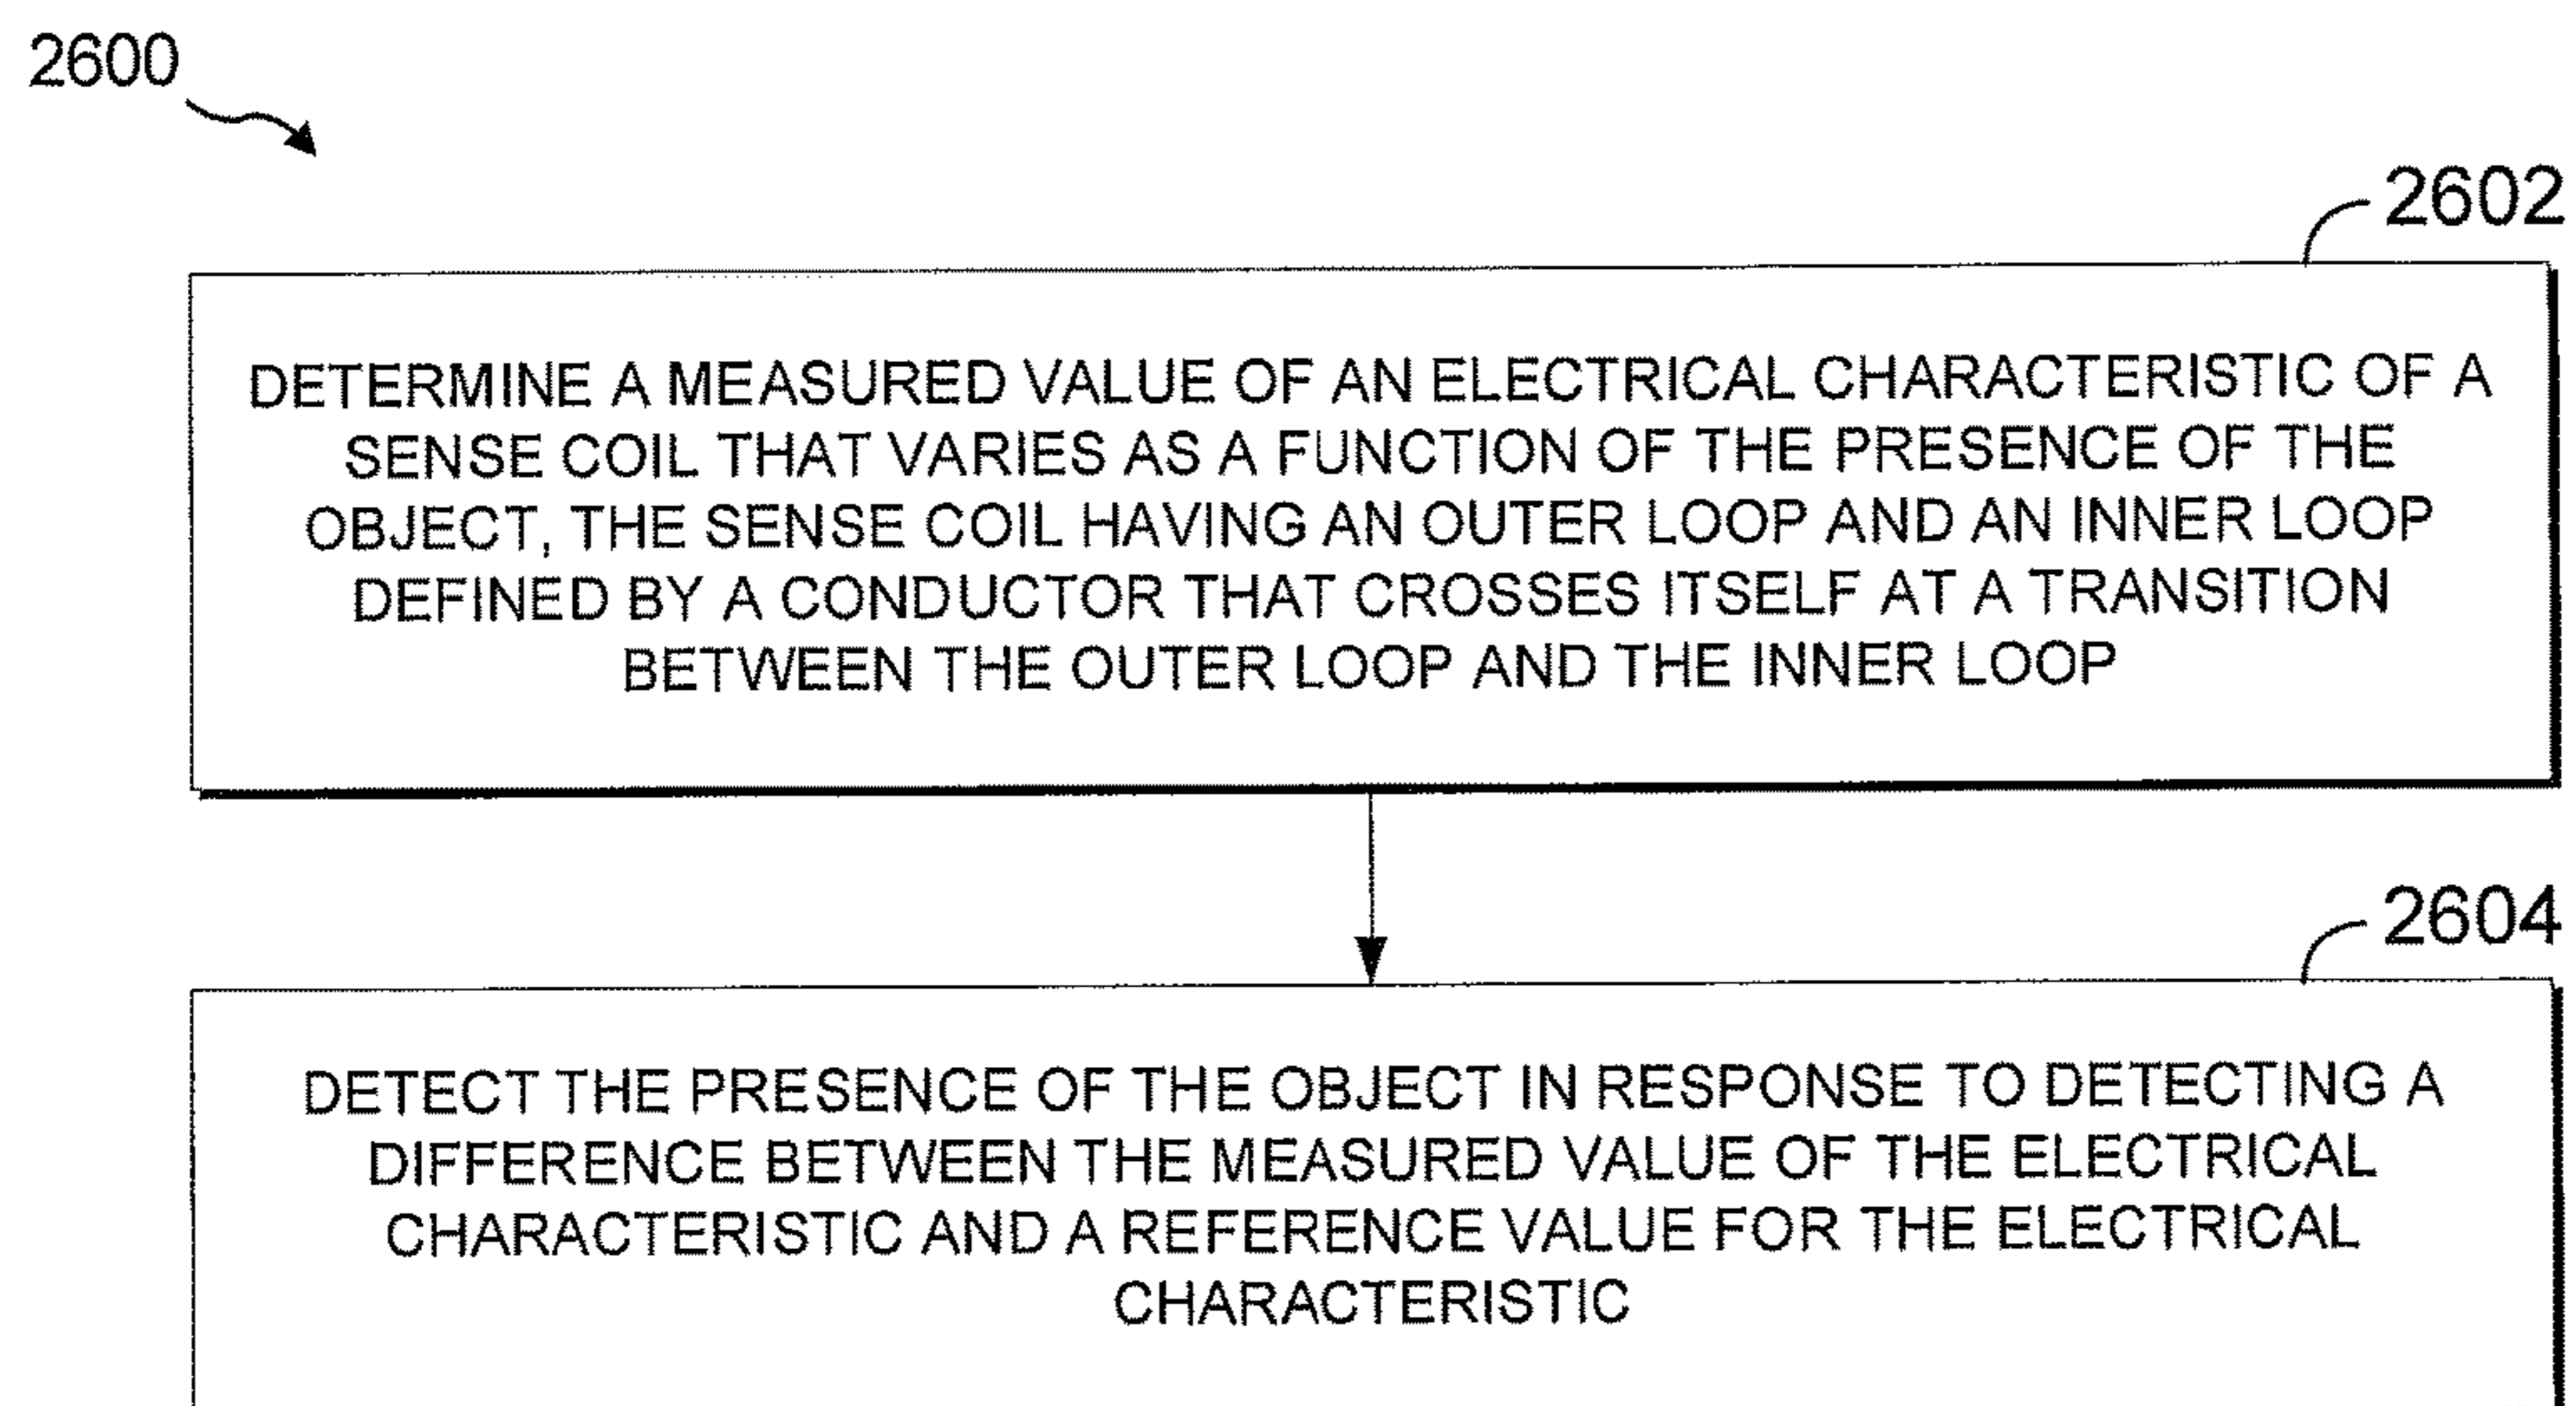 2600
2602
DETERMINE A MEASURED VALUE OF AN ELECTRICAL CHARACTERISTIC OF A
SENSE COIL THAT VARIES AS A FUNCTION OF THE PRESENCE OF THE
OBJECT, THE SENSE COIL HAVING AN OUTER LOOP AND AN INNER LOOP
DEFINED BY A CONDUCTOR THAT CROSSES ITSELF AT A TRANSITION
BETWEEN THE OUTER LOOP AND THE INNER LOOP
2604
DETECT THE PRESENCE OF THE OBJECT IN RESPONSE TO DETECTING A
DIFFERENCE BETWEEN THE MEASURED VALUE OF THE ELECTRICAL
CHARACTERISTIC AND A REFERENCE VALUE FOR THE ELECTRICAL
CHARACTERISTIC